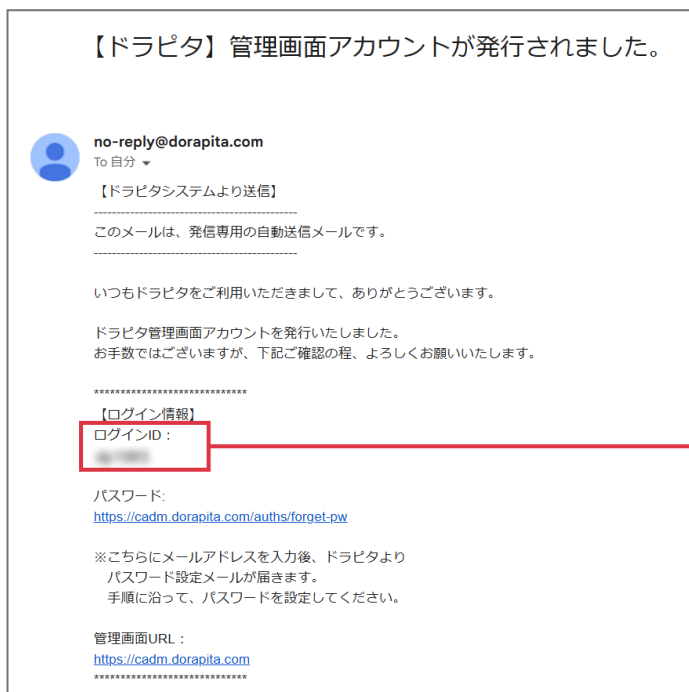 【ドラピタ】管理画面アカウントが発行されました。
no-reply@dorapita.com
To 自分
【ドラピタシステムより送信】
---------------------------------------------
このメールは、発信専用の自動送信メールです。
---------------------------------------------
いつもドラピタをご利用いただきまして、ありがとうございます。
ドラピタ管理画面アカウントを発行いたしました。
お手数ではございますが、下記ご確認の程、よろしくお願いいたします。
*****************************
【ログイン情報】
ログインID：
パスワード:
https://cadm.dorapita.com/auths/forget-pw
※こちらにメールアドレスを入力後、ドラピタより
パスワード設定メールが届きます。
手順に沿って、パスワードを設定してください。
管理画面URL：
https://cadm.dorapita.com
*****************************